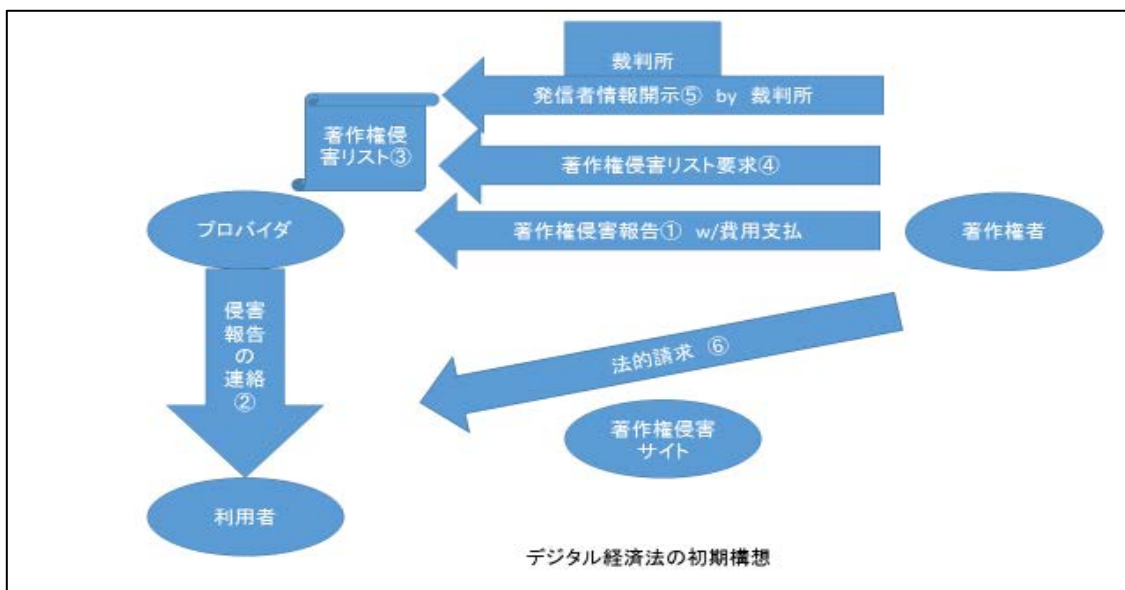 裁判所
発信者情報開示⑤ by 裁判所
著作権侵
害リスト③
著作権侵害リスト要求④
プロバイダ
著作権侵害報告① w/費用支払
著作権者
侵害
報告
の
連絡
②
法的請求 ⑥
著作権侵害
サイト
利用者
デジタル経済法の初期構想